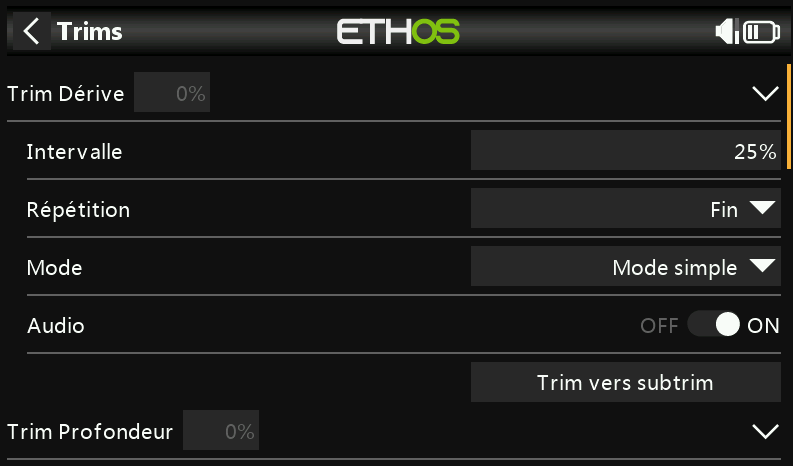 Trims
ETHOS
Trim Dérive 0%
Intervalle 25%
Répétition Fin
Mode Mode simple
Audio OFF ON
Trim vers subtrim
Trim Profondeur 0%